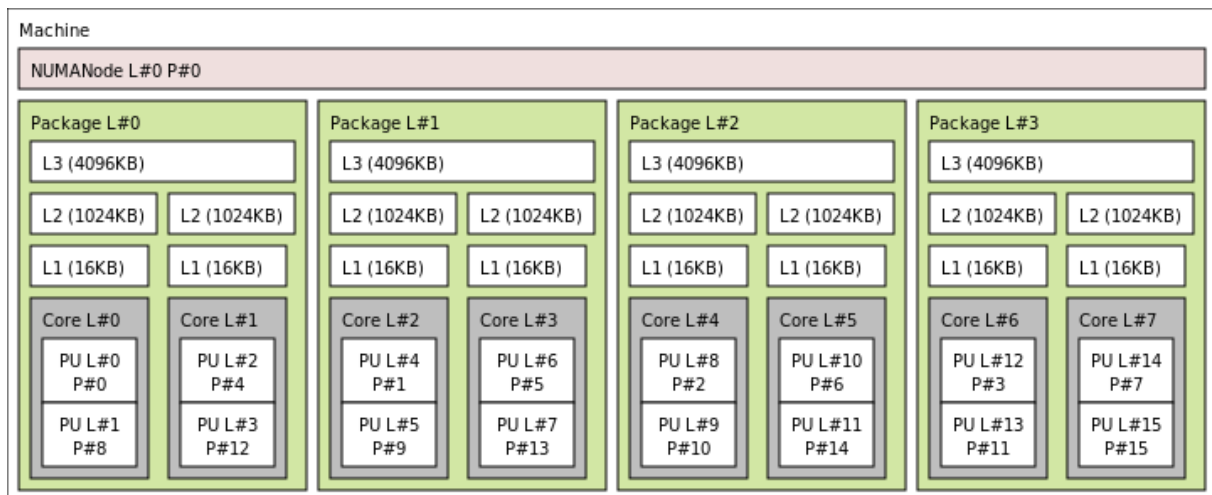 Machine
NUMANode L#0 P#0
Package L#0
L3 (4096KB)
L2 (1024KB)
L2 (1024KB)
L1 (16KB)
L1 (16KB)
Core L#0
PU L#0
P#0
PU L#1
P#8
Core L#1
PU L#2
P#4
PU L#3
P#12
Package L#1
L3 (4096KB)
L2 (1024KB)
L2 (1024KB)
L1 (16KB)
L1 (16KB)
Core L#2
PU L#4
P#1
PU L#5
P#9
Core L#3
PU L#6
P#5
PU L#7
P#13
Package L#2
L3 (4096KB)
L2 (1024KB)
L2 (1024KB)
L1 (16KB)
L1 (16KB)
Core L#4
PU L#8
P#2
PU L#9
P#10
Core L#5
PU L#10
P#6
PU L#11
P#14
Package L#3
L3 (4096KB)
L2 (1024KB)
L2 (1024KB)
L1 (16KB)
L1 (16KB)
Core L#6
PU L#12
P#3
PU L#13
P#11
Core L#7
PU L#14
P#7
PU L#15
P#15